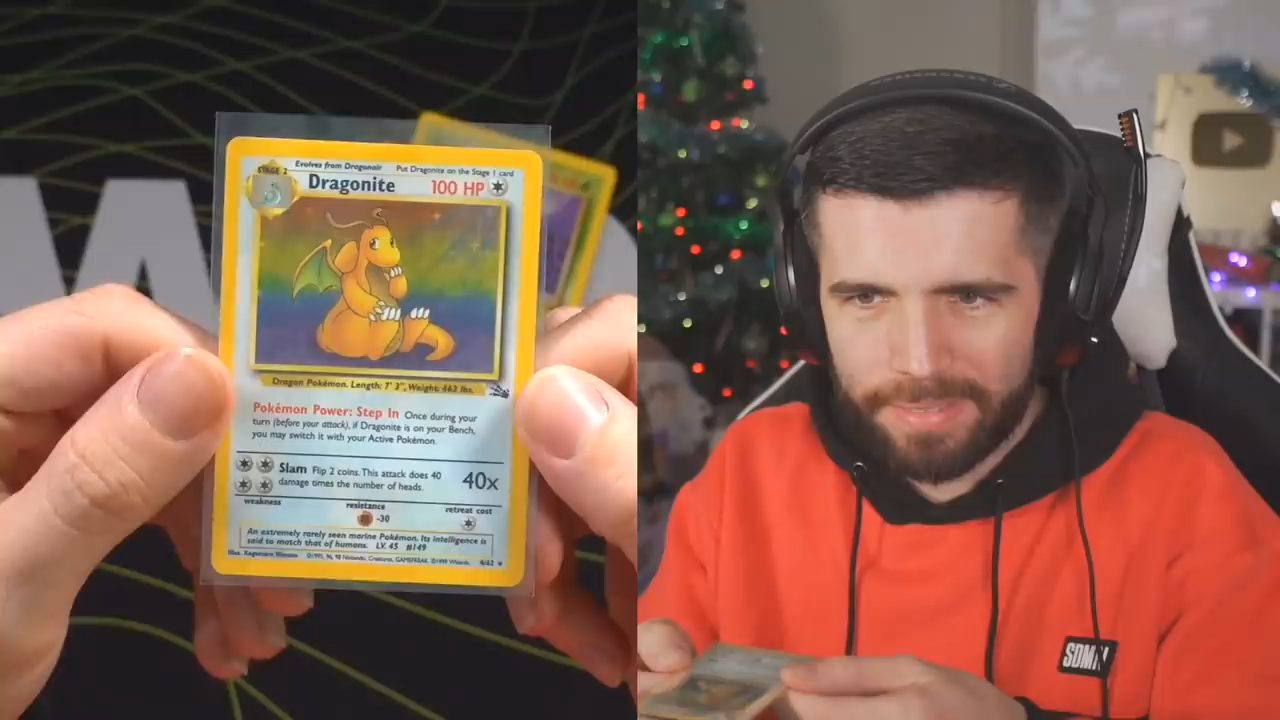 Evolves from Dragonair Put Dragonite on the Stage 1 card
STAGE 2
Dragonite 100 HP
Dragon Pokémon. Length: 7' 3", Weight: 463 lbs.
Pokémon Power: Step In Once during your
turn (before your attack), if Dragonite is on your Bench,
you may switch it with your Active Pokémon.
Slam Flip 2 coins. This attack does 40
damage times the number of heads.
40x
weakness resistance retreat cost
-30
An extremely rarely seen marine Pokémon. Its intelligence is
said to match that of humans. LV. 45 #149
4/62
W
SDMN